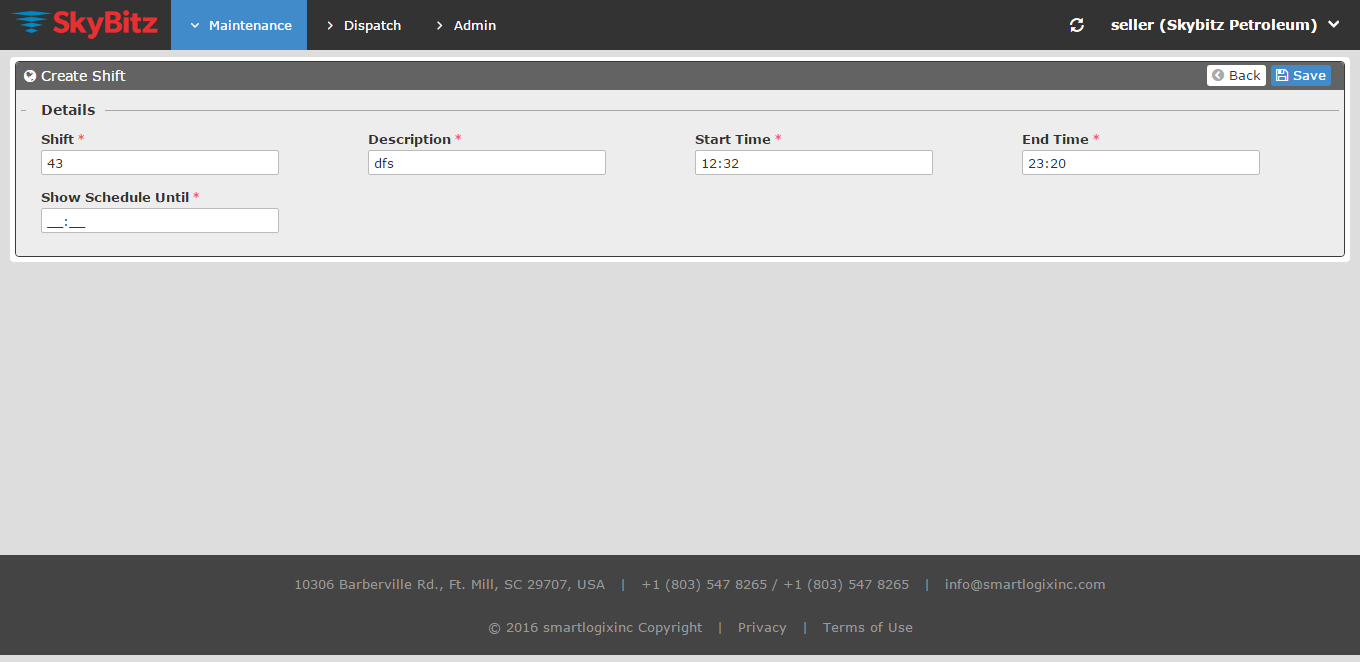 SkyBitz Maintenance Dispatch Admin seller (Skybitz Petroleum)
Create Shift Back Save
Details
Shift * Description * Start Time * End Time *
43 dfs 12:32 23:20
Show Schedule Until *
__:__
10306 Barberville Rd., Ft. Mill, SC 29707, USA | +1 (803) 547 8265 / +1 (803) 547 8265 | info@smartlogixinc.com
© 2016 smartlogixinc Copyright | Privacy | Terms of Use